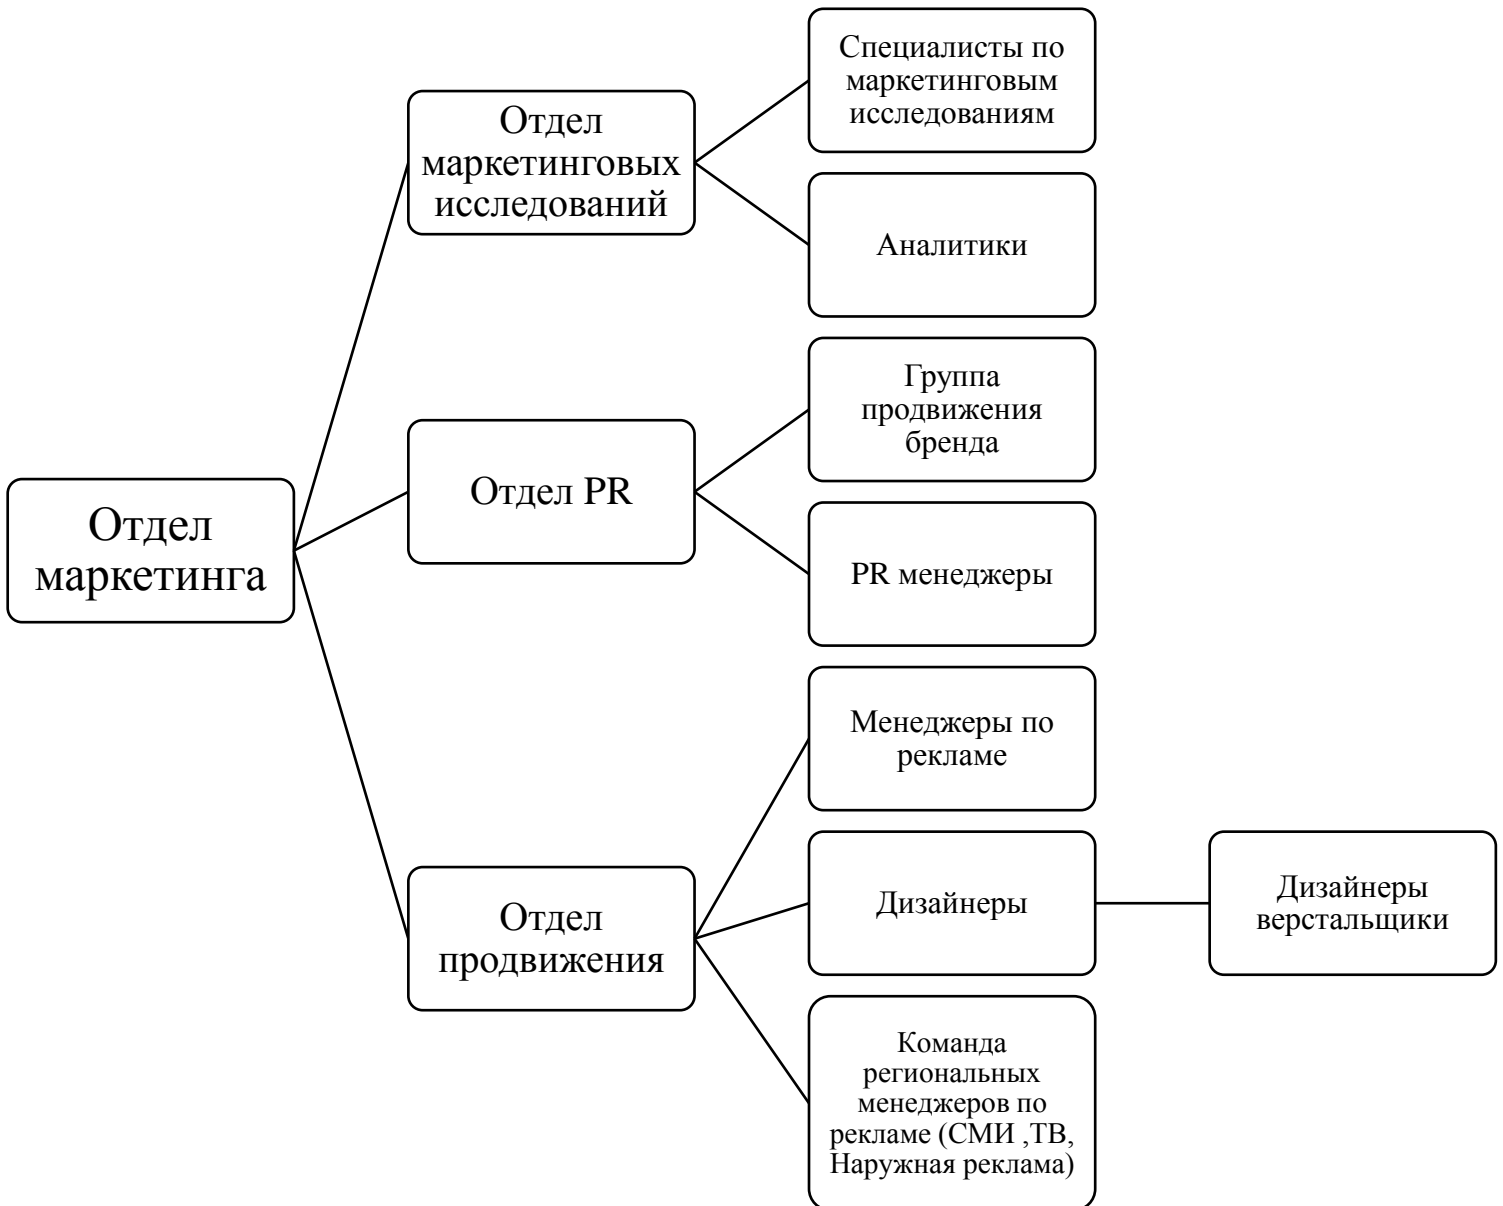 Специалисты по
маркетинговым
исследованиям
Отдел
маркетинговых
исследований
Аналитики
Группа
продвижения
бренда
Отдел PR
PR менеджеры
Отдел
маркетинга
Менеджеры по
рекламе
Отдел
продвижения
Дизайнеры
Дизайнеры
верстальщики
Команда
региональных
менеджеров по
рекламе (СМИ ,ТВ,
Наружная реклама)